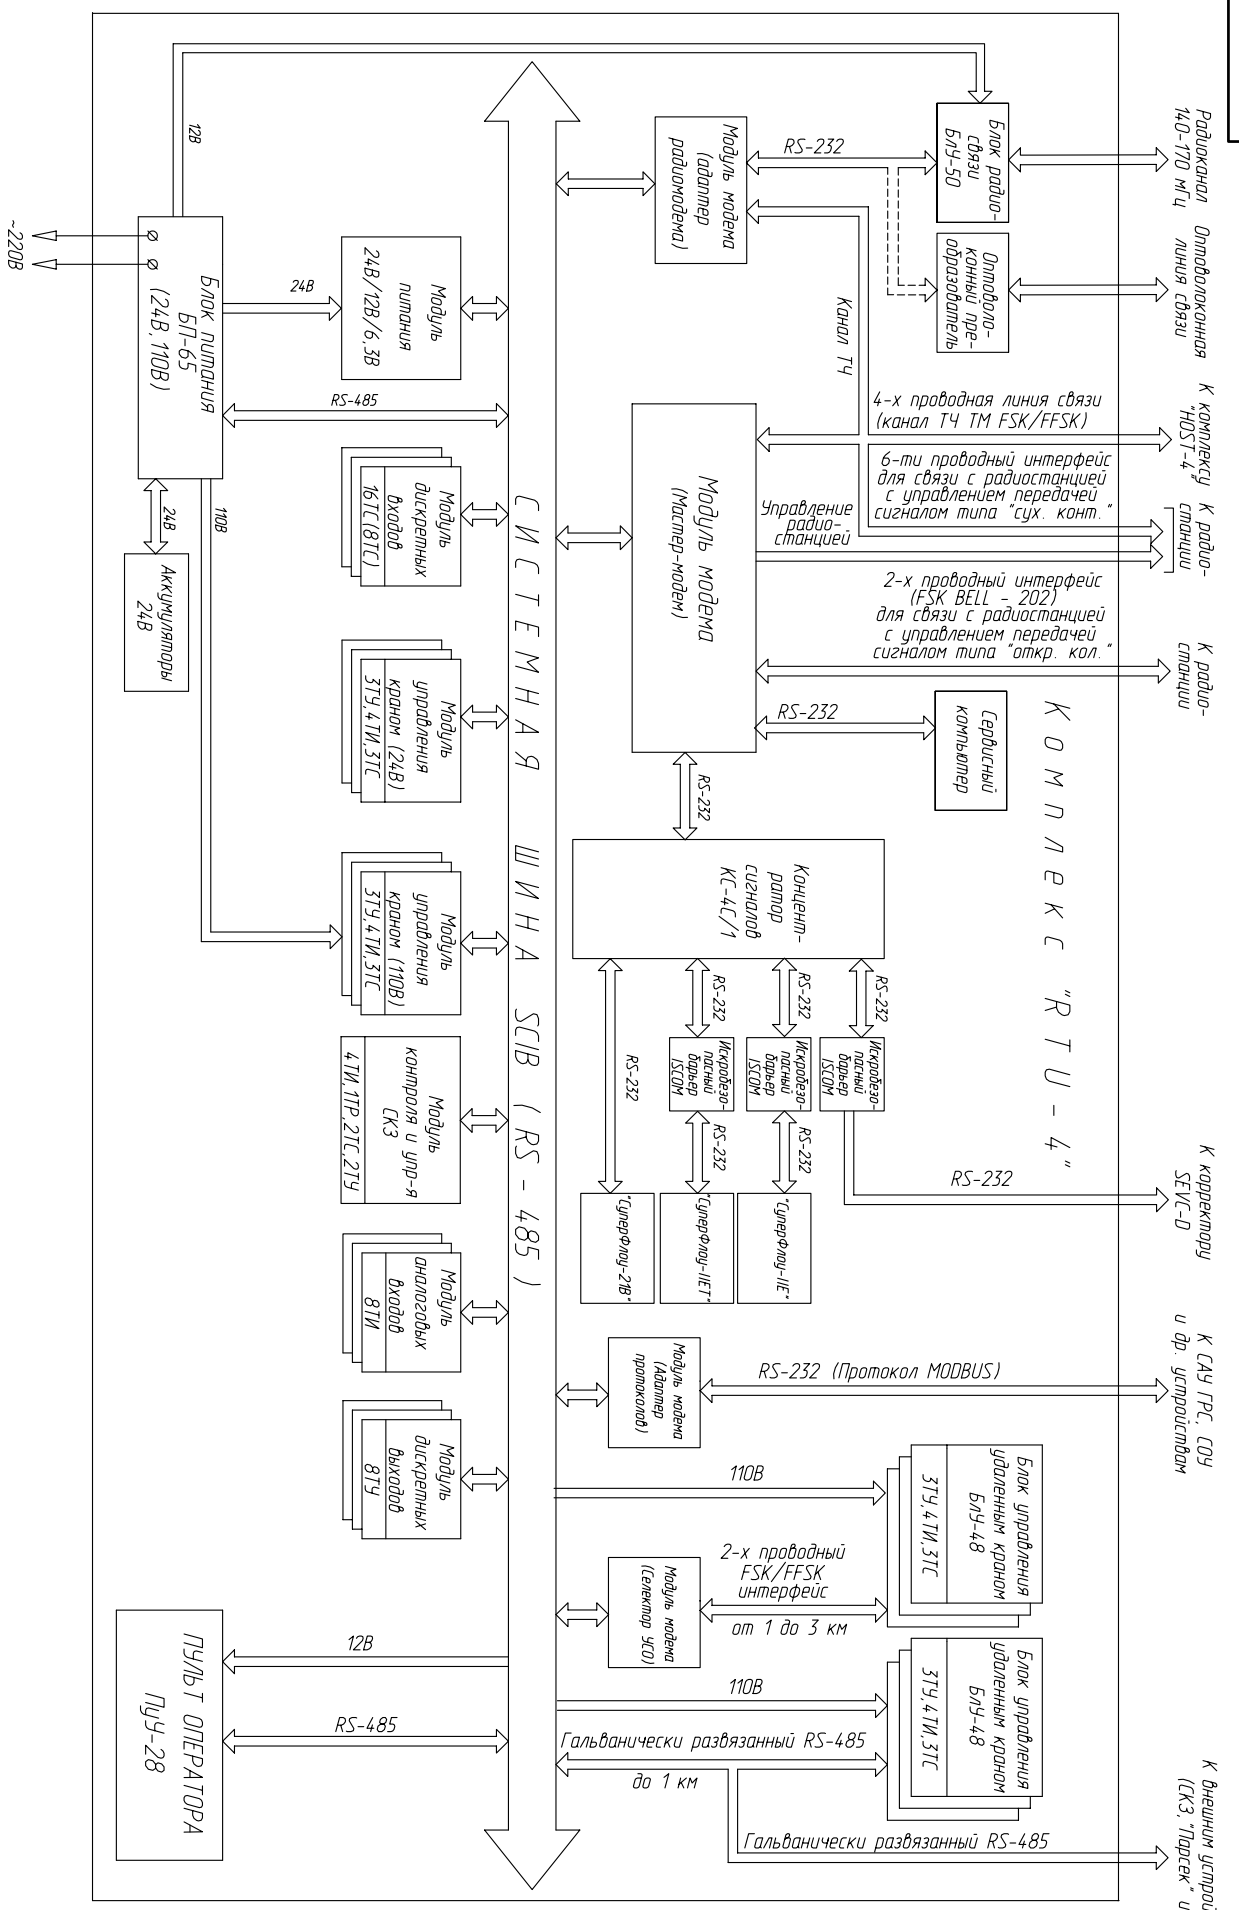 Радиоканал
140-170 мГц
Оптоволоконная
линия связи
К комплексу
"HOST-4"
К радио-
станции
К радио-
станции
К корректору
SEVC-D
К САУ ГРС, СОУ
и др. устройствам
К внешним устрой
(СКЗ, "Парсек" и
Комплекс "RTU-4"
Блок радио-
связи
БлУ-50
Оптоволо-
конный пре-
образователь
RS-232
Канал ТЧ
Модуль модема
(адаптер
радиомодема)
4-х проводная линия связи
(канал ТЧ ТМ FSK/FFSK)
6-ти проводный интерфейс
для связи с радиостанцией
с управлением передачей
сигналом типа "сух. конт."
Управление
радио-
станцией
2-х проводный интерфейс
(FSK BELL - 202)
для связи с радиостанцией
с управлением передачей
сигналом типа "откр. кол."
RS-232
Сервисный
компьютер
Модуль модема
(Мастер-модем)
RS-232
Концент-
ратор
сигналов
КС-4С/1
RS-232
RS-232
RS-232
RS-232
Искробезо-
пасный
барьер
ISCOM
Искробезо-
пасный
барьер
ISCOM
Искробезо-
пасный
барьер
ISCOM
RS-232
RS-232
RS-232
"СуперФлоу-IIE"
"СуперФлоу-IIET"
"СуперФлоу-21В"
Модуль модема
(Адаптер
протоколов)
RS-232 (Протокол MODBUS)
110В
Блок управления
удаленным краном
БлУ-48
3ТУ,4ТИ,3ТС
2-х проводный
FSK/FFSK
интерфейс
от 1 до 3 км
Модуль модема
(Селектор УСО)
110В
Блок управления
удаленным краном
БлУ-48
3ТУ,4ТИ,3ТС
Гальванически развязанный RS-485
до 1 км
Гальванически развязанный RS-485
СИСТЕМНАЯ ШИНА SCIB (RS-485)
12В
~220В
Блок питания
БП-65
(24В, 110В)
24В
Модуль
питания
24В/12В/6,3В
RS-485
24В
110В
Аккумуляторы
24В
Модуль
дискретных
входов
16ТС(8ТС)
Модуль
управления
краном (24В)
3ТУ,4ТИ,3ТС
Модуль
управления
краном (110В)
3ТУ,4ТИ,3ТС
Модуль
контроля и упр-я
СКЗ
4ТИ,1ТР,2ТС,2ТУ
Модуль
аналоговых
входов
8ТИ
Модуль
дискретных
выходов
8ТУ
12В
RS-485
ПУЛЬТ ОПЕРАТОРА
ПуУ-28